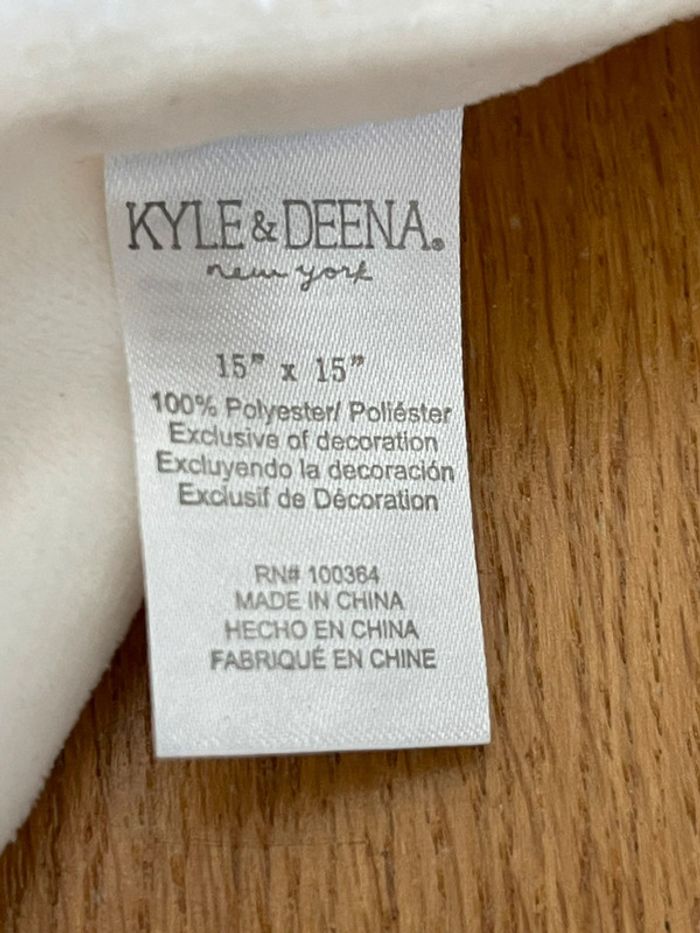 KYLE & DEENA®
new york
15" x 15"
100% Polyester/ Poliéster
Exclusive of decoration
Excluyendo la decoración
Exclusif de Décoration
RN# 100364
MADE IN CHINA
HECHO EN CHINA
FABRIQUÉ EN CHINE